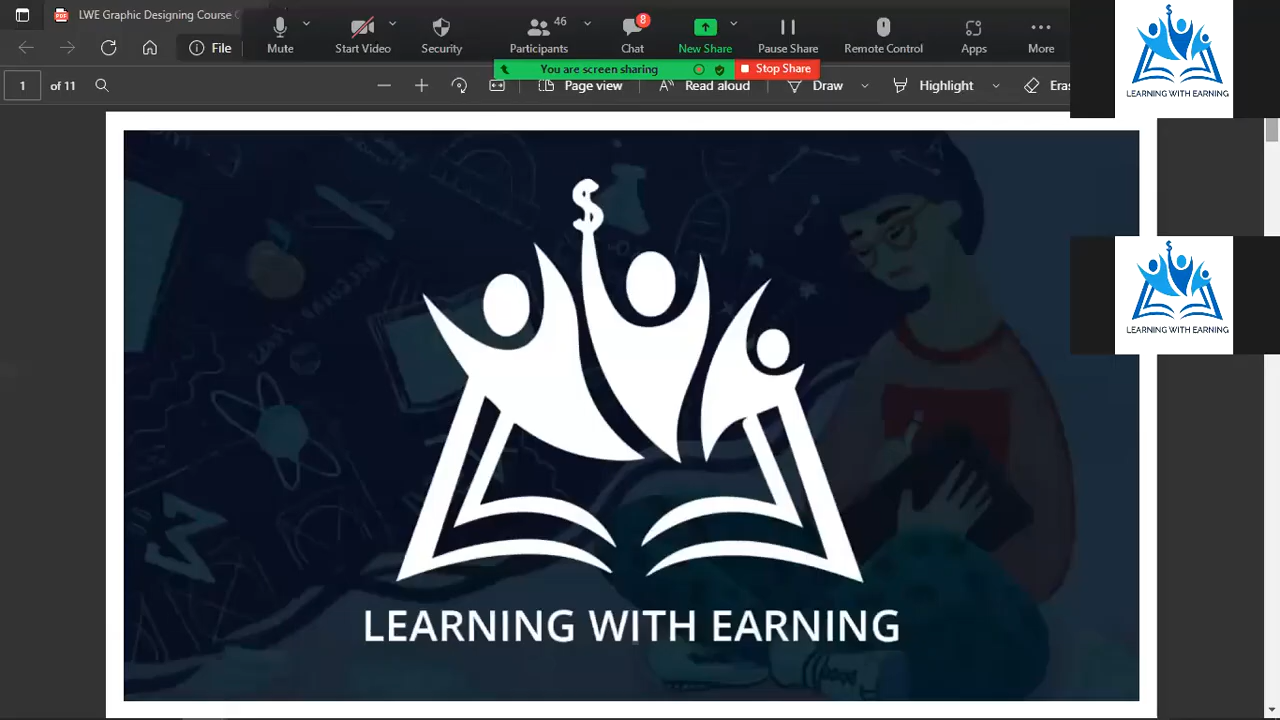 LWE Graphic Designing Course
46
8
Mute
Start Video
Security
Participants
Chat
New Share
Pause Share
Remote Control
Apps
More
File
You are screen sharing
Stop Share
1
of 11
Page view
Read aloud
Draw
Highlight
LEARNING WITH EARNING
LEARNING WITH EARNING
$
LEARNING WITH EARNING